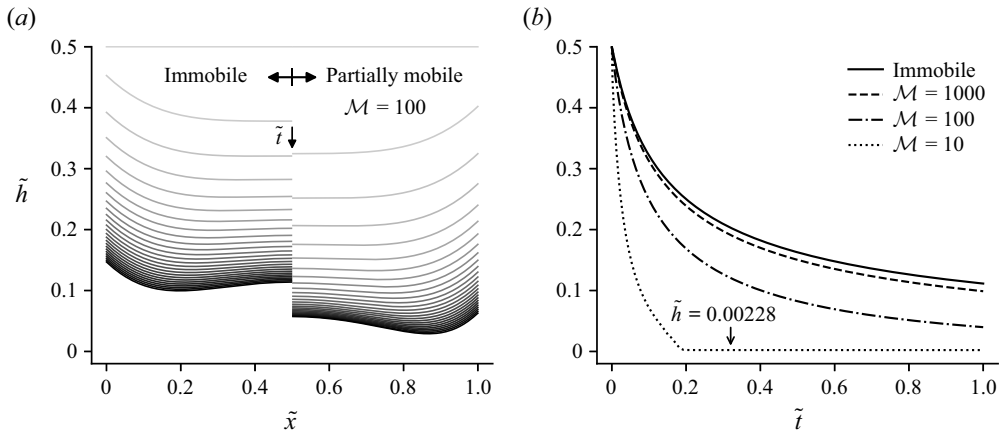 (a)
0.5
0.4
0.3
0.2
0.1
0
h̃
Immobile
Partially mobile
ℳ = 100
t̃
0
0.2
0.4
0.6
0.8
1.0
x̃
(b)
0.5
0.4
0.3
0.2
0.1
0
Immobile
ℳ = 1000
ℳ = 100
ℳ = 10
h̃ = 0.00228
0
0.2
0.4
0.6
0.8
1.0
t̃